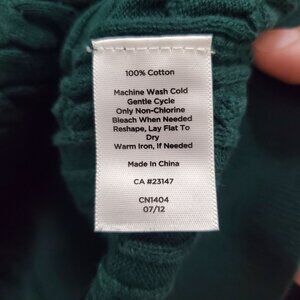 100% Cotton
Machine Wash Cold
Gentle Cycle
Only Non-Chlorine
Bleach When Needed
Reshape, Lay Flat To
Dry
Warm Iron, If Needed
Made In China
CA #23147
CN1404
07/12